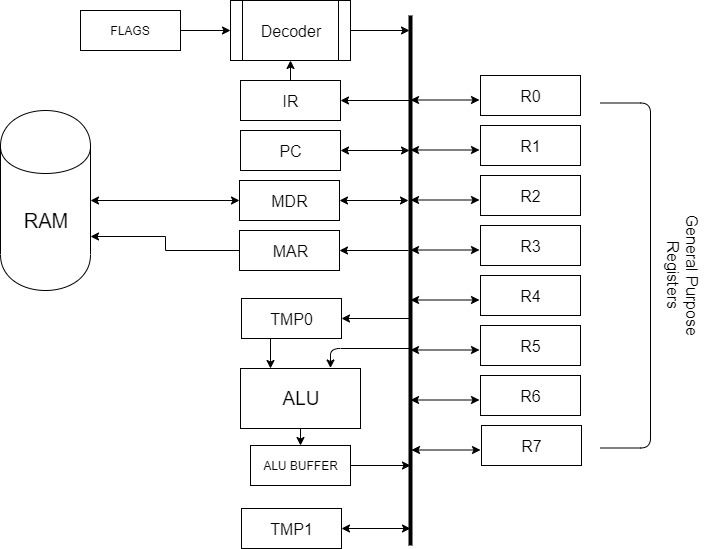 FLAGS
Decoder
IR
PC
MDR
MAR
RAM
TMP0
ALU
ALU BUFFER
TMP1
R0
R1
R2
R3
R4
R5
R6
R7
General Purpose
Registers